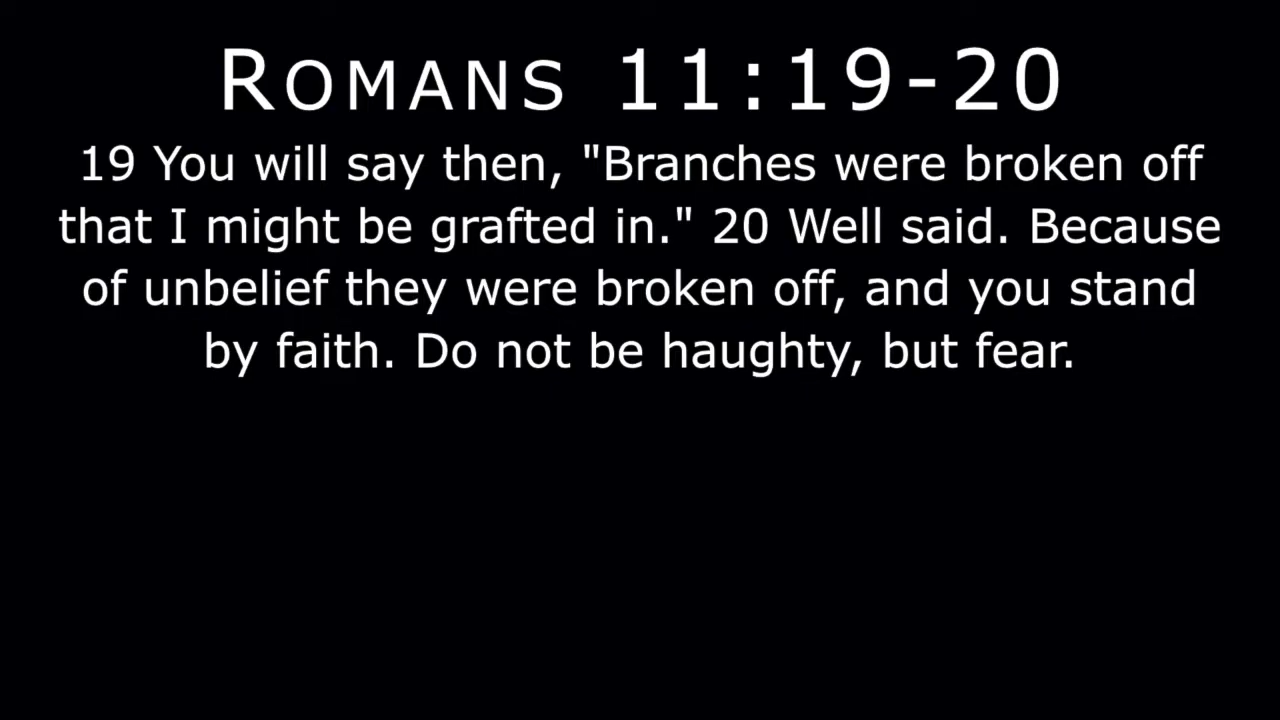 ROMANS 11:19-20
19 You will say then, "Branches were broken off
that I might be grafted in." 20 Well said. Because
of unbelief they were broken off, and you stand
by faith. Do not be haughty, but fear.